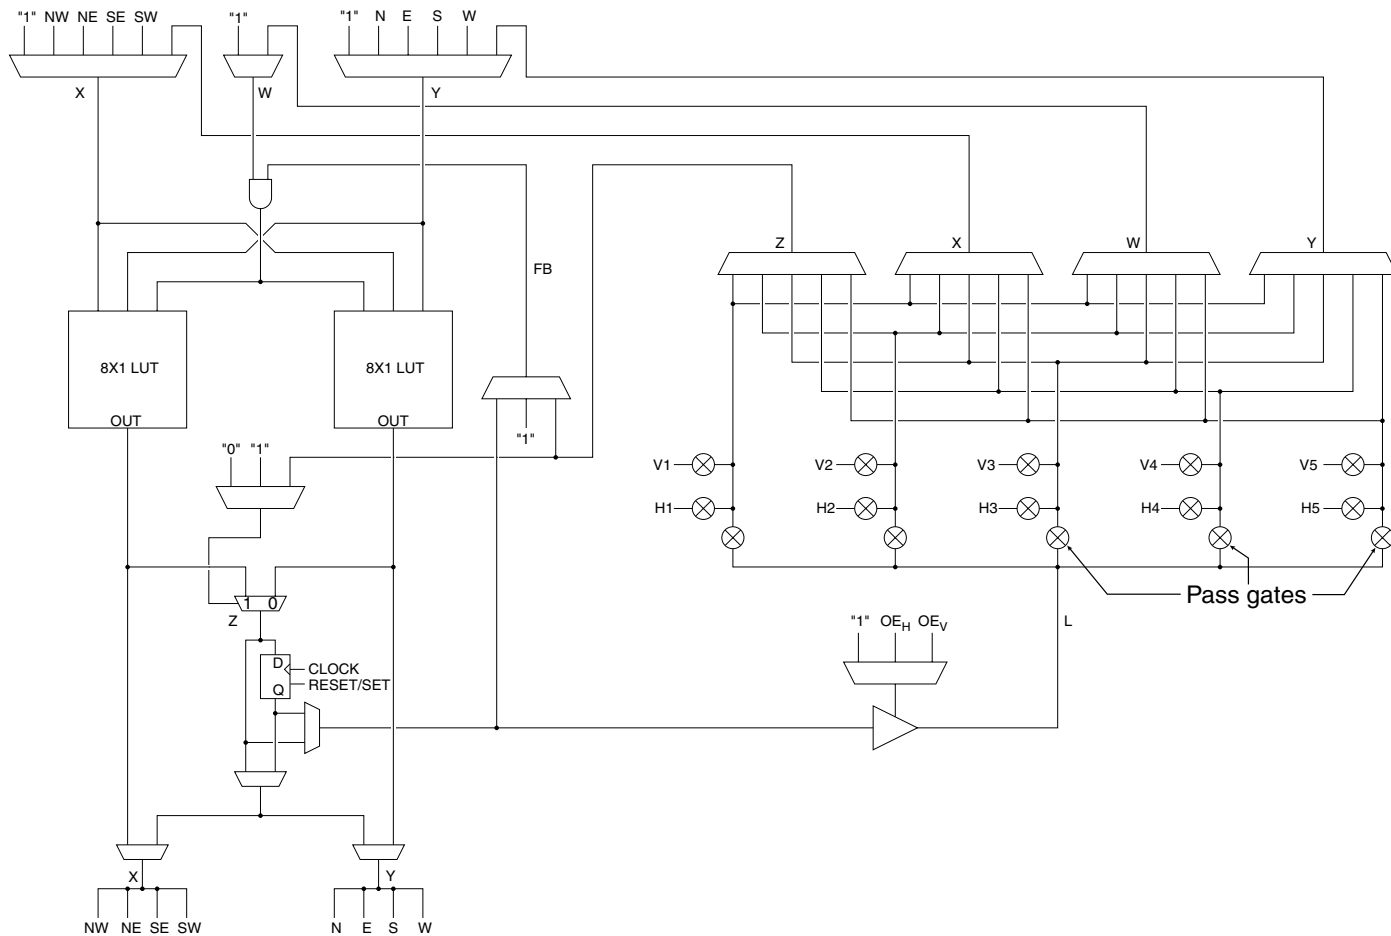 "1" NW NE SE SW "1" "1" N E S W
X W Y
Z X W Y
FB
8X1 LUT 8X1 LUT
OUT OUT
"1"
"0" "1"
V1 V2 V3 V4 V5
H1 H2 H3 H4 H5
Pass gates
1 0
Z
"1" OEH OEV
L
D
CLOCK
Q
RESET/SET
X Y
NW NE SE SW N E S W